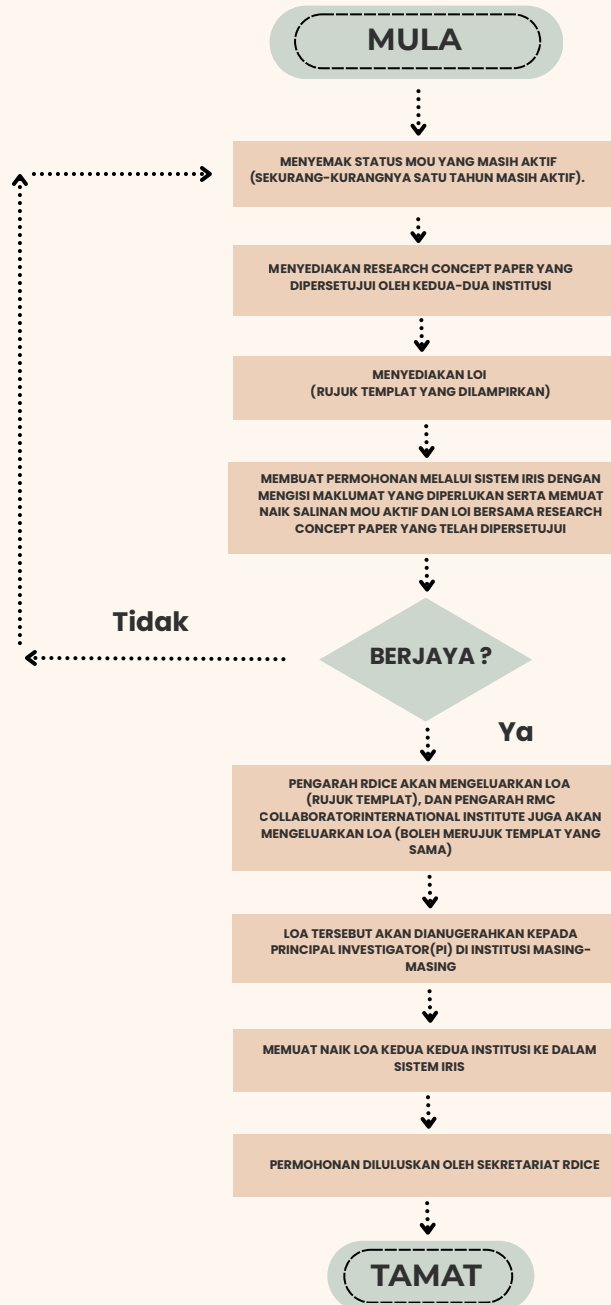 MULA
MENYEMAK STATUS MOU YANG MASIH AKTIF
(SEKURANG-KURANGNYA SATU TAHUN MASIH AKTIF).
MENYEDIAKAN RESEARCH CONCEPT PAPER YANG
DIPERSETUJUI OLEH KEDUA-DUA INSTITUSI
MENYEDIAKAN LOI
(RUJUK TEMPLAT YANG DILAMPIRKAN)
MEMBUAT PERMOHONAN MELALUI SISTEM IRIS DENGAN
MENGISI MAKLUMAT YANG DIPERLUKAN SERTA MEMUAT
NAIK SALINAN MOU AKTIF DAN LOI BERSAMA RESEARCH
CONCEPT PAPER YANG TELAH DIPERSETUJUI
Tidak
BERJAYA ?
Ya
PENGARAH RDICE AKAN MENGELUARKAN LOA
(RUJUK TEMPLAT), DAN PENGARAH RMC
COLLABORATORINTERNATIONAL INSTITUTE JUGA AKAN
MENGELUARKAN LOA (BOLEH MERUJUK TEMPLAT YANG
SAMA)
LOA TERSEBUT AKAN DIANUGERAHKAN KEPADA
PRINCIPAL INVESTIGATOR(PI) DI INSTITUSI MASING-
MASING
MEMUAT NAIK LOA KEDUA KEDUA INSTITUSI KE DALAM
SISTEM IRIS
PERMOHONAN DILULUSKAN OLEH SEKRETARIAT RDICE
TAMAT